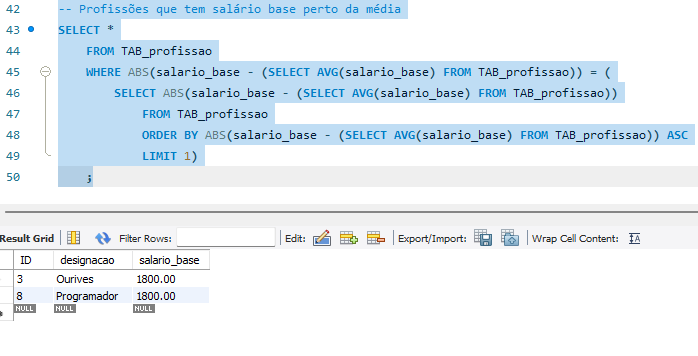 42 -- Profissões que tem salário base perto da média
43 SELECT *
44 FROM TAB_profissao
45 WHERE ABS(salario_base - (SELECT AVG(salario_base) FROM TAB_profissao)) = (
46 SELECT ABS(salario_base - (SELECT AVG(salario_base) FROM TAB_profissao))
47 FROM TAB_profissao
48 ORDER BY ABS(salario_base - (SELECT AVG(salario_base) FROM TAB_profissao)) ASC
49 LIMIT 1)
50 ;
Result Grid Filter Rows: Edit: Export/Import: Wrap Cell Content: IA
ID designacao salario_base
3 Ourives 1800.00
8 Programador 1800.00
NULL NULL NULL